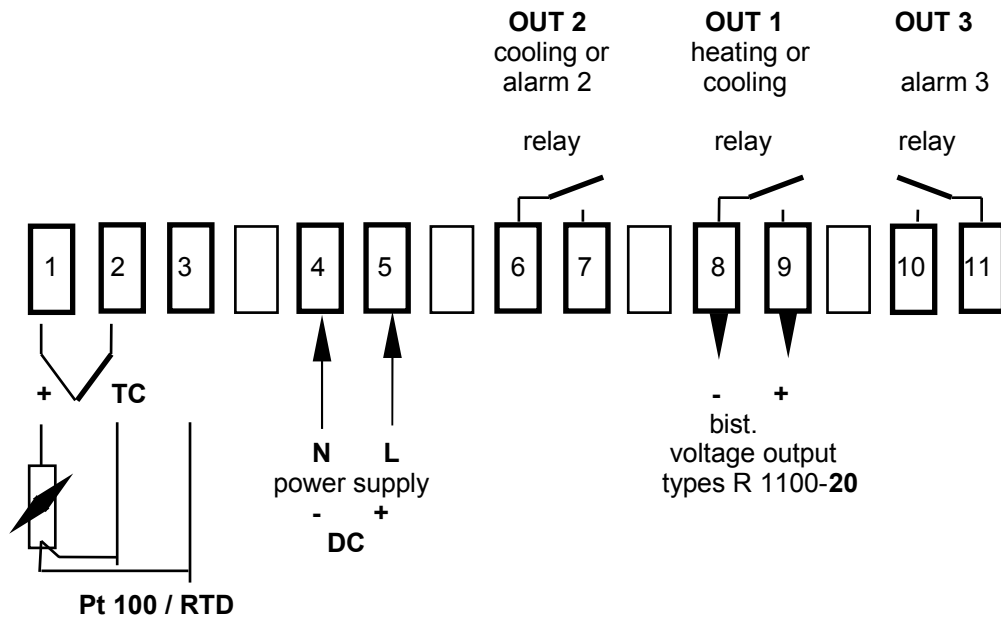 OUT 2 OUT 1 OUT 3
cooling or heating or
alarm 2 cooling alarm 3
relay relay relay
1 2 3 4 5 6 7 8 9 10 11
+ TC - +
bist.
N L voltage output
power supply types R 1100-20
- +
DC
Pt 100 / RTD